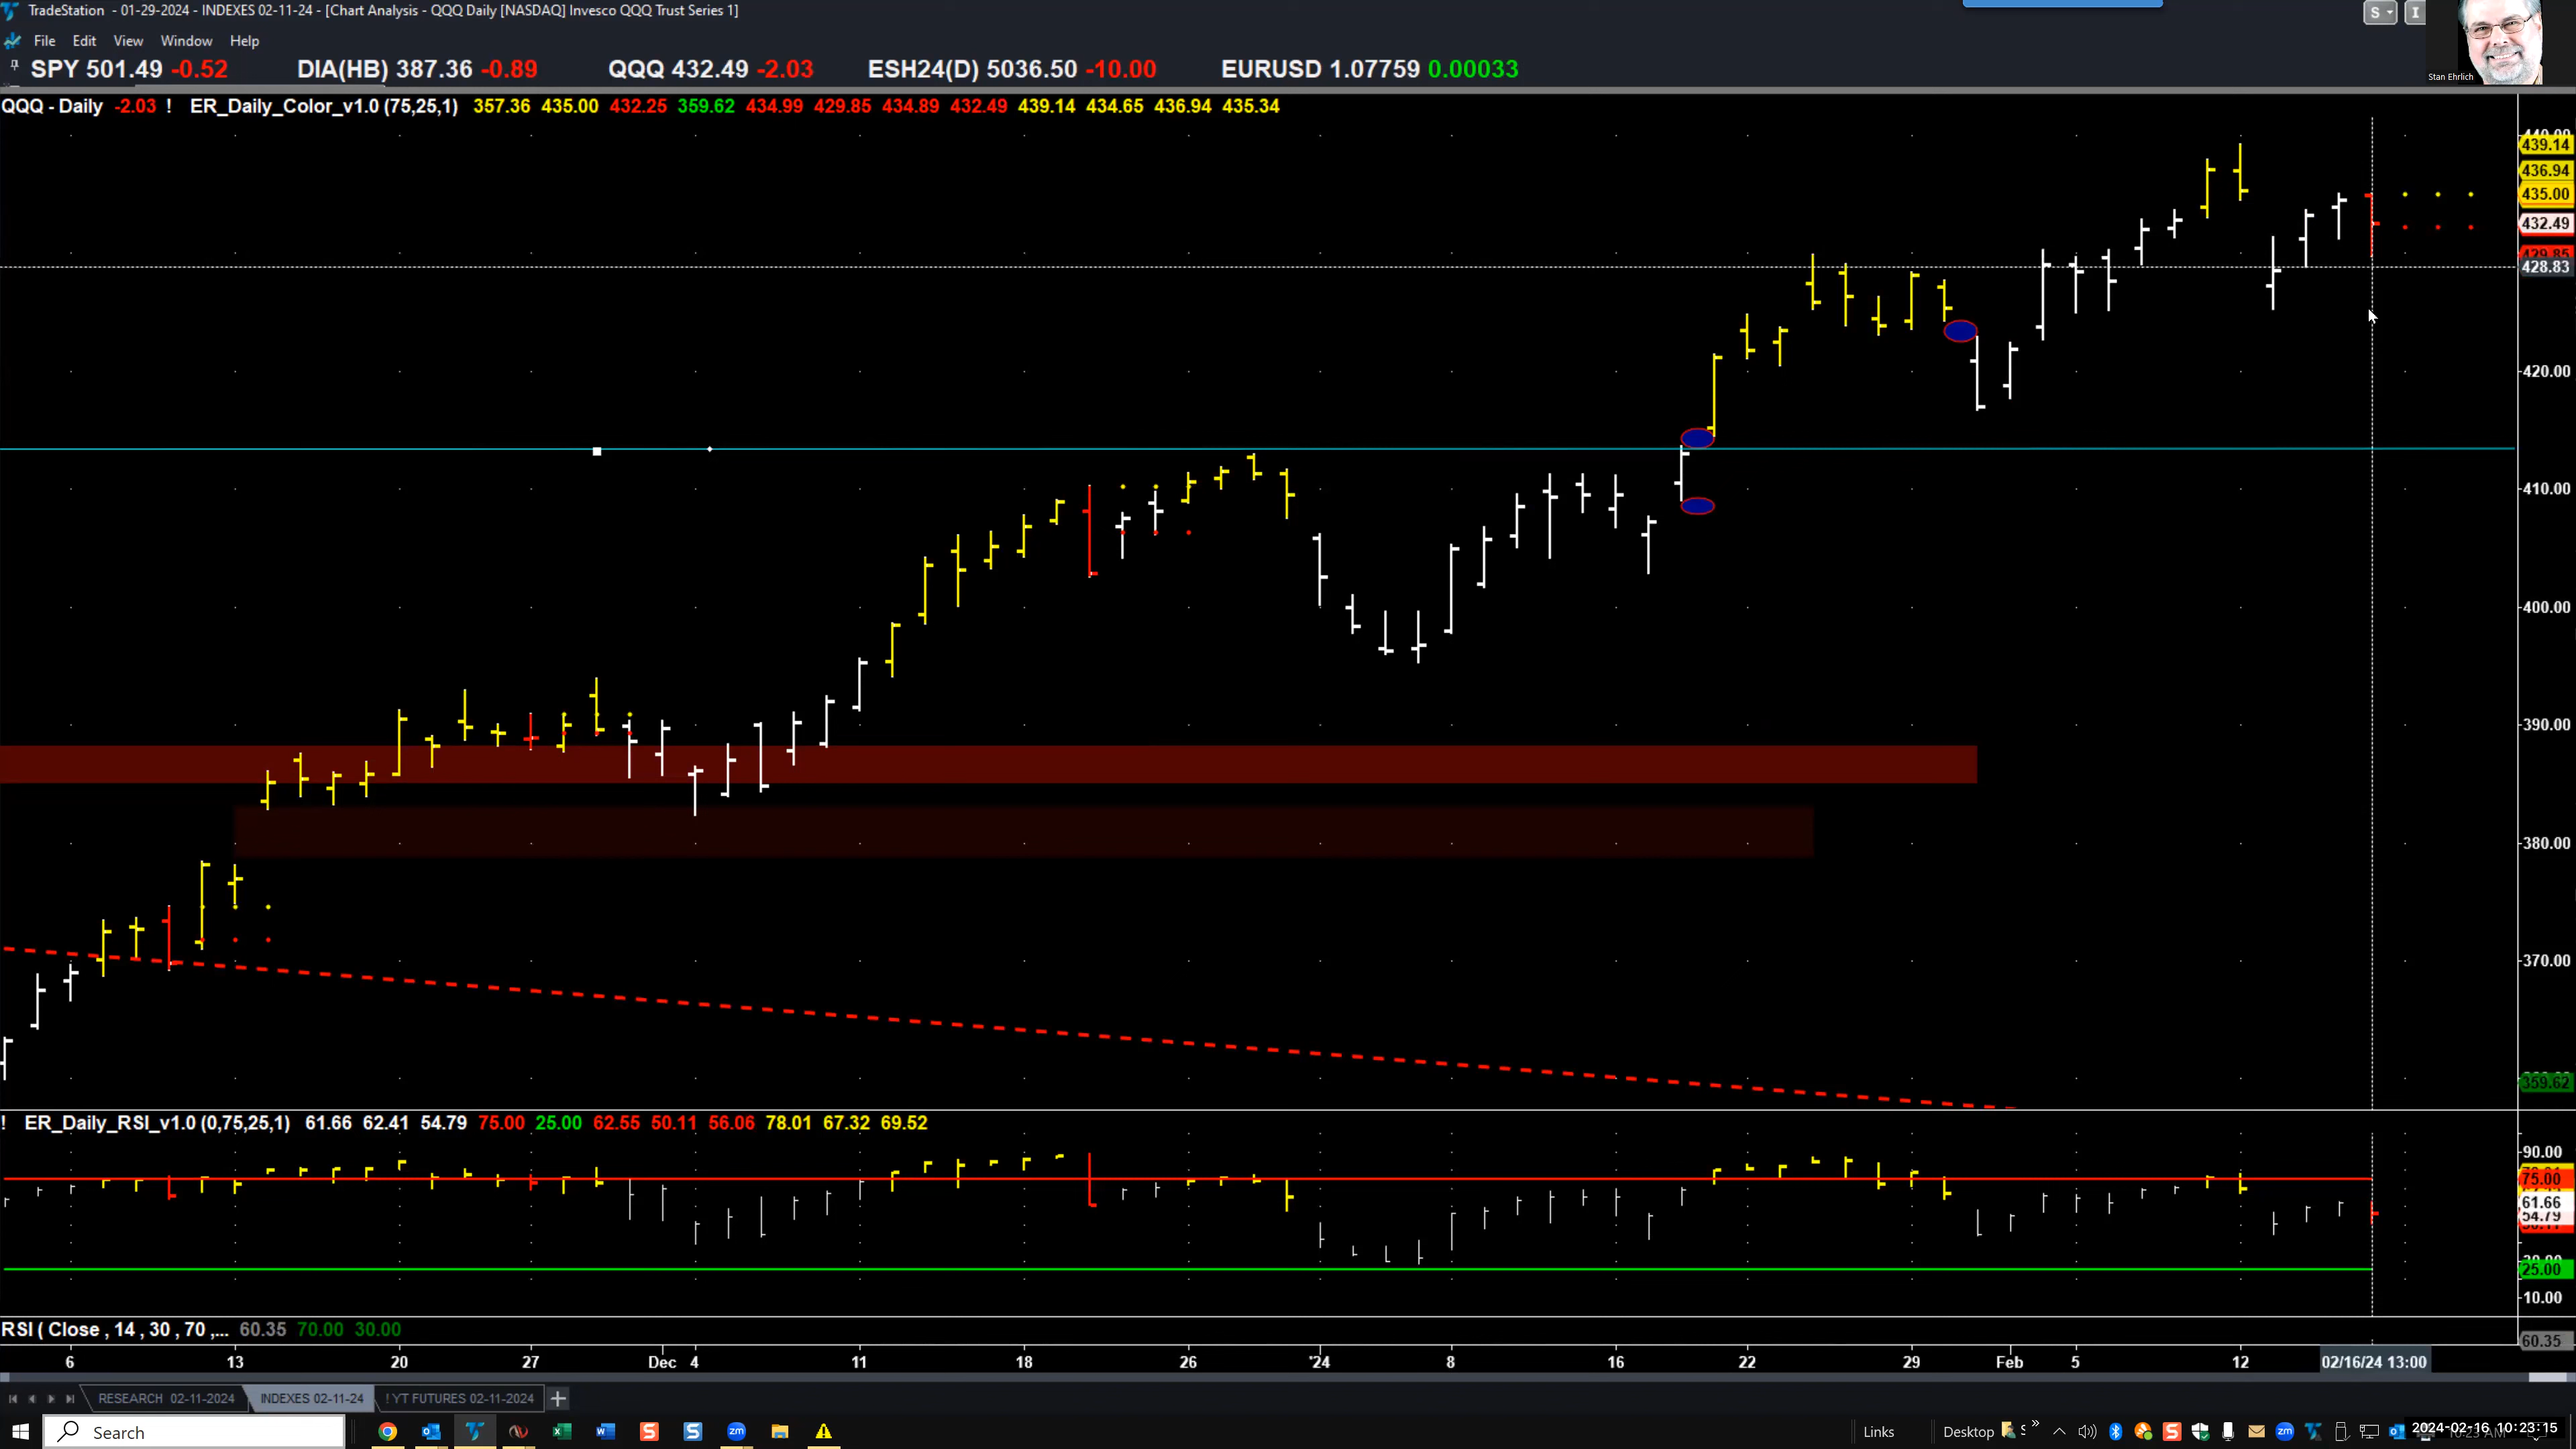 TradeStation - 01-29-2024 - INDEXES 02-11-24 - [Chart Analysis - QQQ Daily [NASDAQ] Invesco QQQ Trust Series 1]
S I
File Edit View Window Help
SPY 501.49 -0.52 DIA(HB) 387.36 -0.89 QQQ 432.49 -2.03 ESH24(D) 5036.50 -10.00 EURUSD 1.07759 0.00033
Stan Ehrlich
QQQ - Daily -2.03 ! ER_Daily_Color_v1.0 (75,25,1) 357.36 435.00 432.25 359.62 434.99 429.85 434.89 432.49 439.14 434.65 436.94 435.34
440.00
439.14
436.94
435.00
432.49
429.85
428.83
420.00
410.00
400.00
390.00
380.00
370.00
359.62
! ER_Daily_RSI_v1.0 (0,75,25,1) 61.66 62.41 54.79 75.00 25.00 62.55 50.11 56.06 78.01 67.32 69.52
90.00
75.00
61.66
54.79
25.00
10.00
RSI ( Close , 14 , 30 , 70 ,... 60.35 70.00 30.00
60.35
6 13 20 27 Dec 4 11 18 26 '24 8 16 22 29 Feb 5 12 02/16/24 13:00
RESEARCH 02-11-2024 INDEXES 02-11-24 ! YT FUTURES 02-11-2024 +
Search Links Desktop 2024-02-16 10:23:15